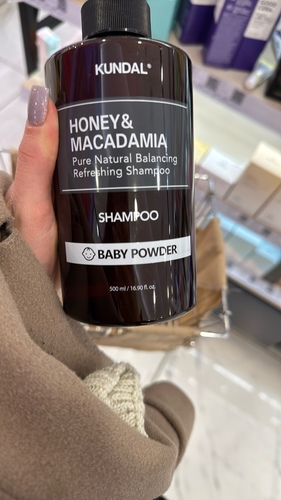 KUNDAL®
HONEY&
MACADAMIA
Pure Natural Balancing
Refreshing Shampoo
SHAMPOO
BABY POWDER
500 ml / 16.90 fl. oz.